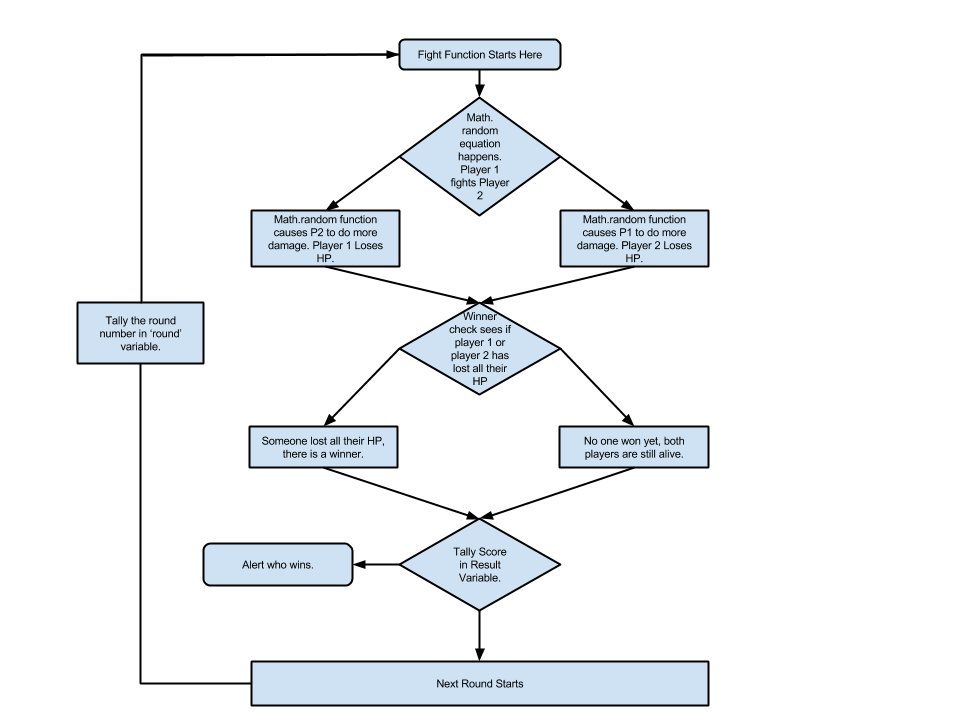 Fight Function Starts Here
Math.
random
equation
happens.
Player 1
fights Player
2
Math.random function
causes P2 to do more
damage. Player 1 Loses
HP.
Math.random function
causes P1 to do more
damage. Player 2 Loses
HP.
Tally the round
number in ‘round’
variable.
Winner
check sees if
player 1 or
player 2 has
lost all their
HP
Someone lost all their HP,
there is a winner.
No one won yet, both
players are still alive.
Alert who wins.
Tally Score
in Result
Variable.
Next Round Starts